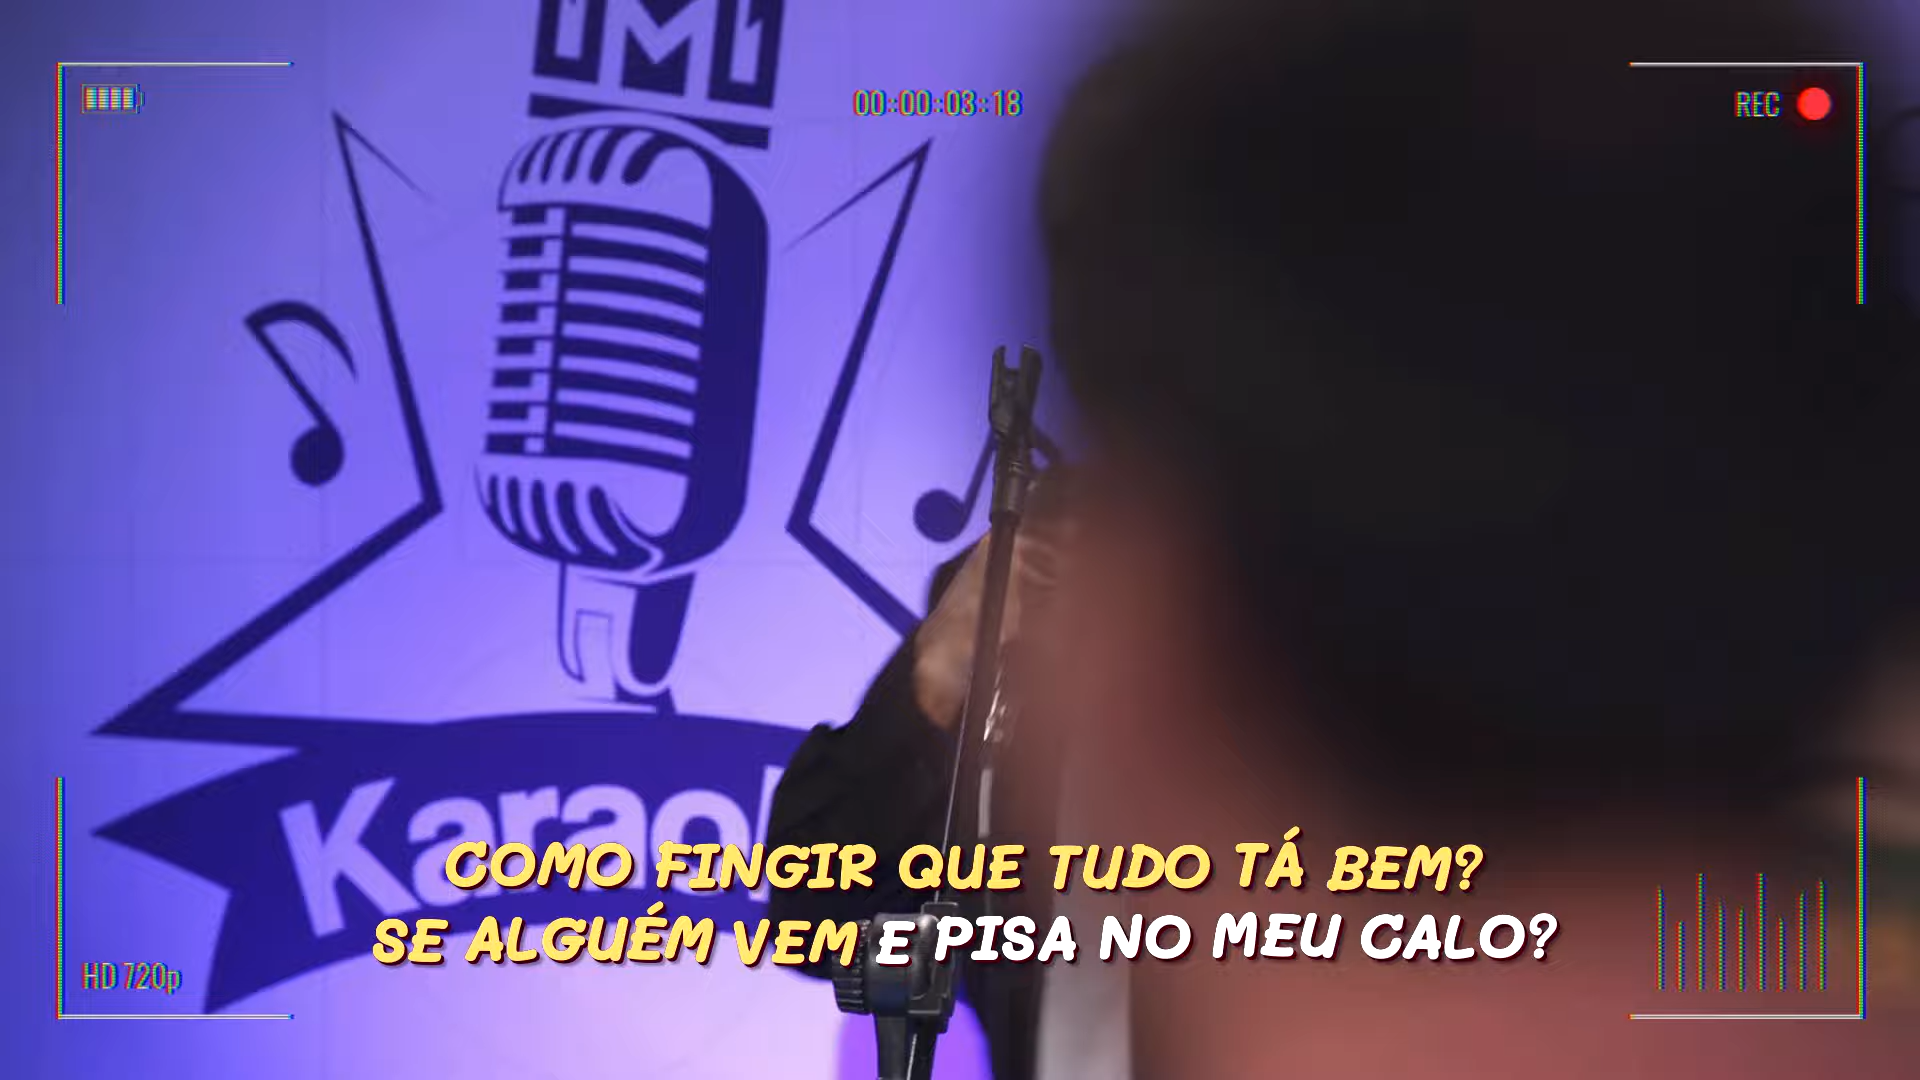 00:00:03:18
REC
Karaok
COMO FINGIR QUE TUDO TÁ BEM?
SE ALGUÉM VEM E PISA NO MEU CALO?
HD 720p